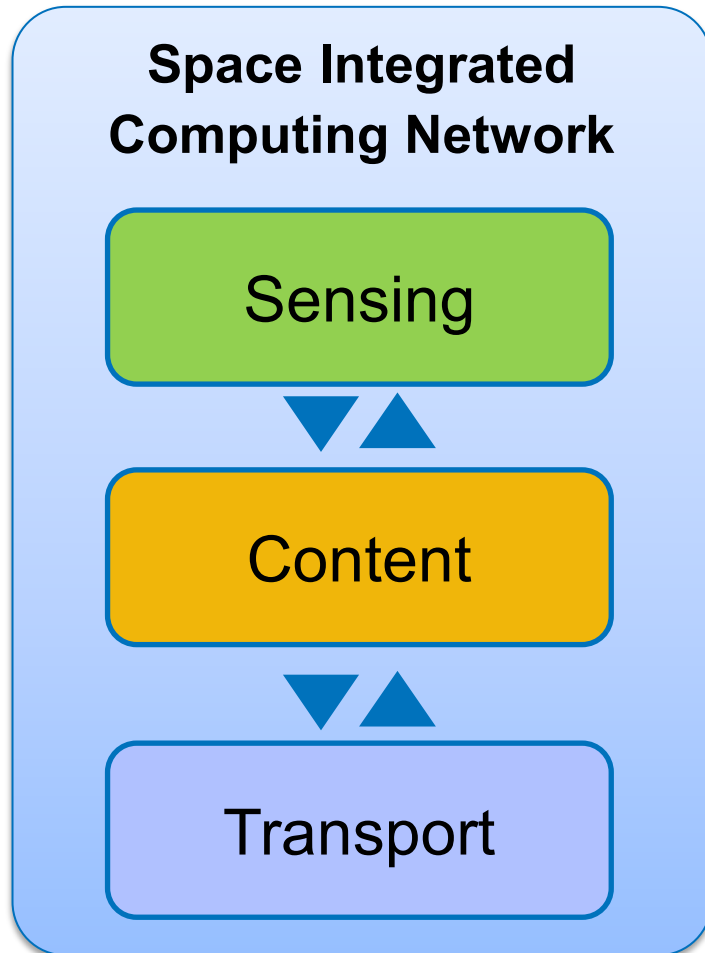 Space Integrated
Computing Network
Sensing
Content
Transport